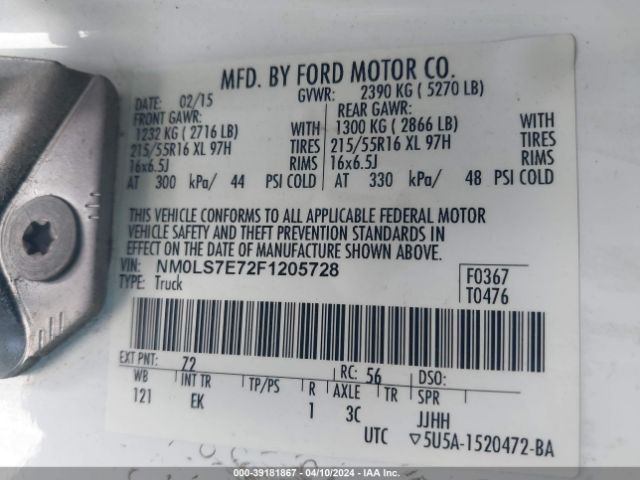 MFD. BY FORD MOTOR CO.
DATE: 02/15 GVWR: 2390 KG ( 5270 LB)
FRONT GAWR: REAR GAWR:
1232 KG ( 2716 LB) WITH 1300 KG ( 2866 LB) WITH
215/55R16 XL 97H TIRES 215/55R16 XL 97H TIRES
16x6.5J RIMS 16x6.5J RIMS
AT 300 kPa/ 44 PSI COLD AT 330 kPa/ 48 PSI COLD
THIS VEHICLE CONFORMS TO ALL APPLICABLE FEDERAL MOTOR
VEHICLE SAFETY AND THEFT PREVENTION STANDARDS IN
EFFECT ON THE DATE OF MANUFACTURE SHOWN ABOVE.
VIN: NM0LS7E72F1205728 F0367
TYPE: Truck T0476
EXT PNT: 72 RC: 56 DSO:
WB INT TR TP/PS R AXLE TR SPR
121 EK 1 3C JJHH
UTC ▽5U5A-1520472-BA
000-39181867 - 04/10/2024 - IAA Inc.